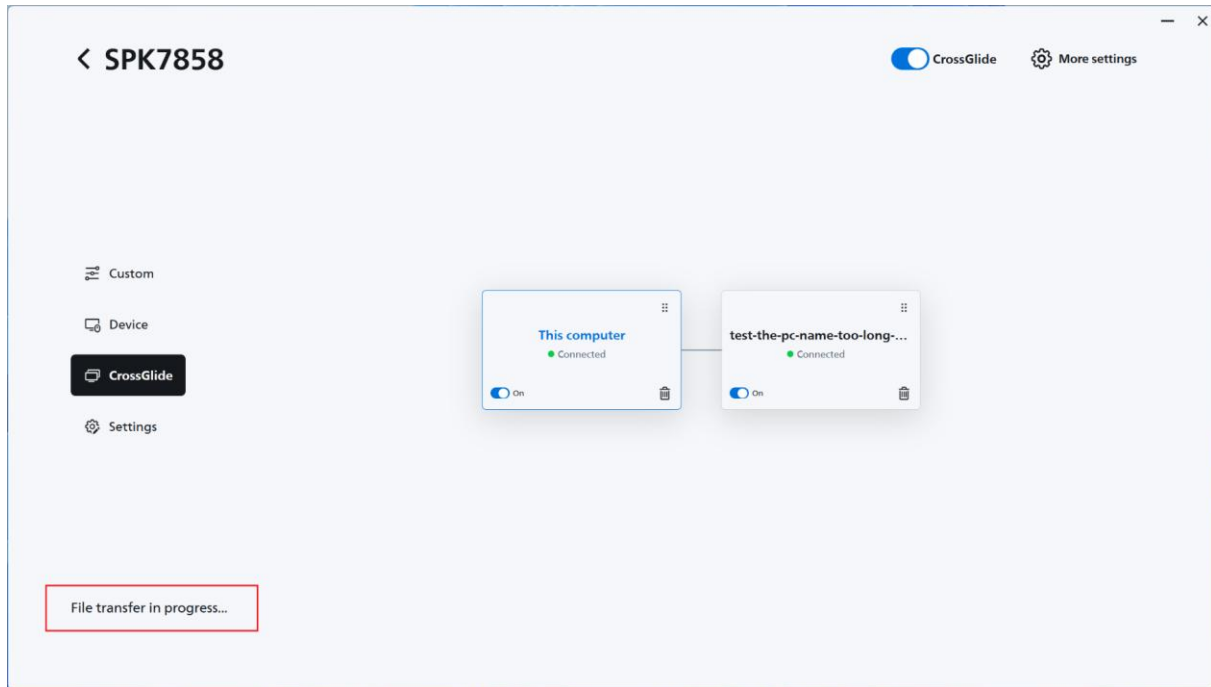 SPK7858
CrossGlide
More settings
Custom
Device
CrossGlide
Settings
This computer
Connected
On
test-the-pc-name-too-long-...
Connected
On
File transfer in progress...